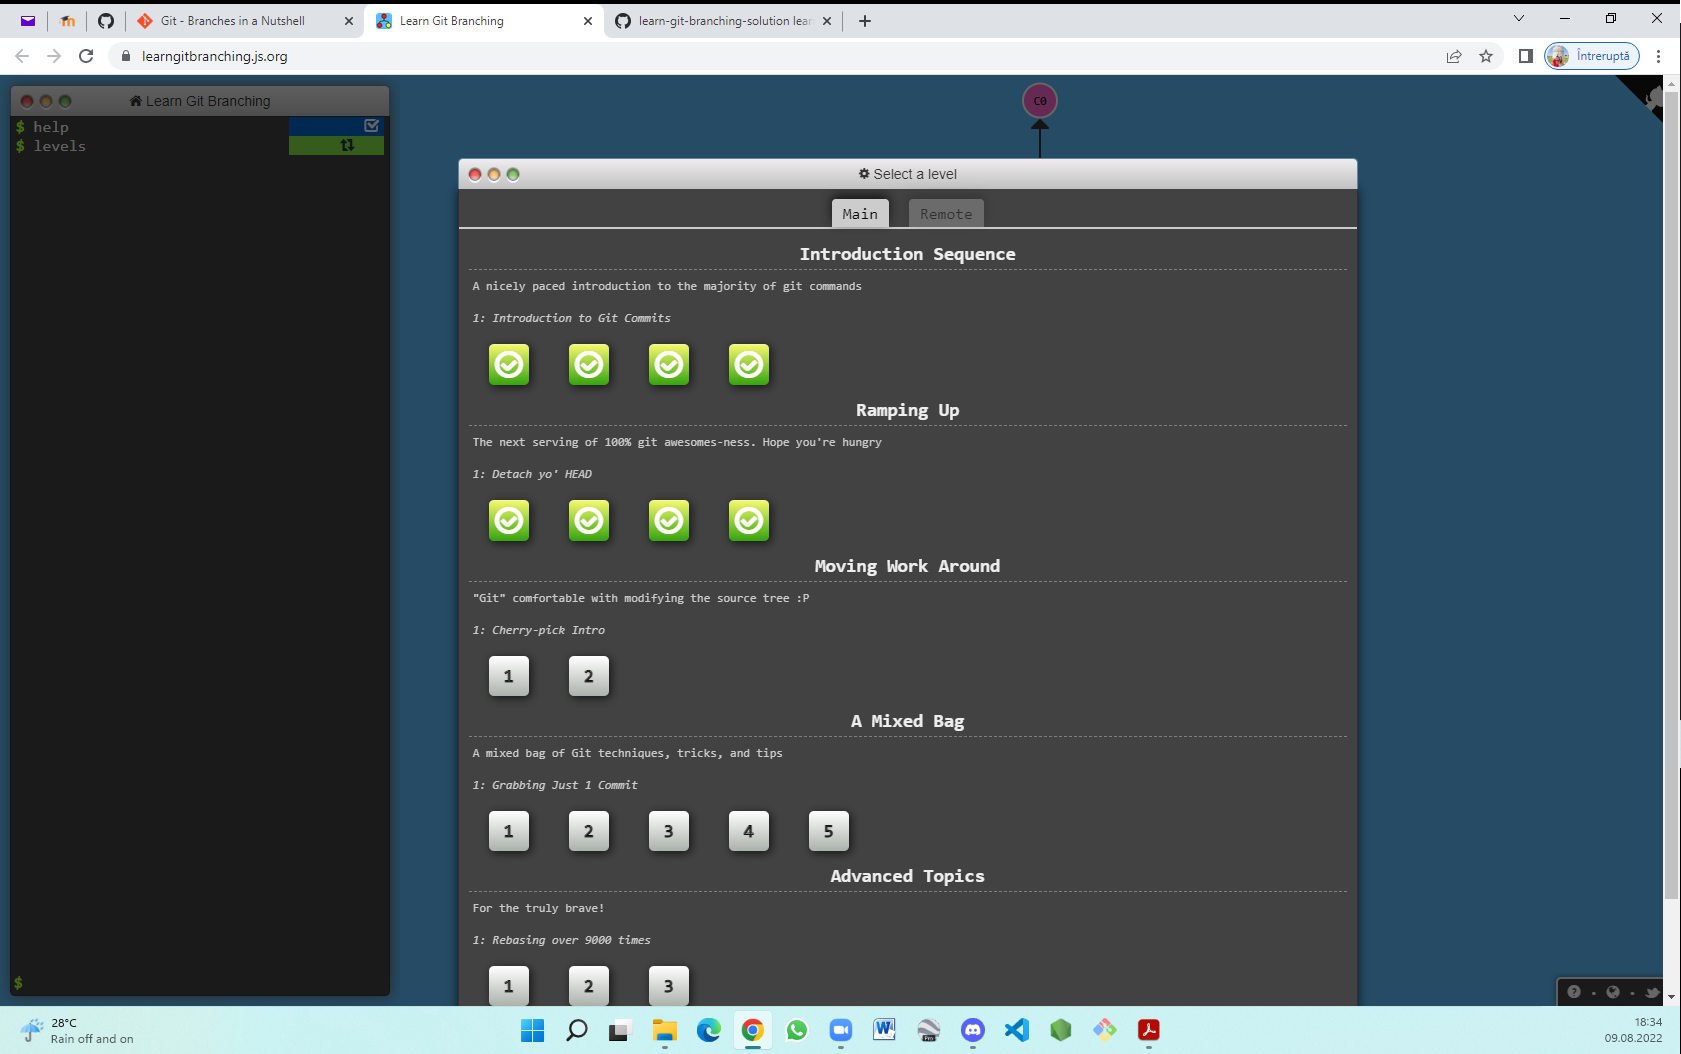 Git - Branches in a Nutshell
Learn Git Branching
learn-git-branching-solution lear
learngitbranching.js.org
Întreruptă
Learn Git Branching
$ help
$ levels
$
C0
Select a level
Main
Remote
Introduction Sequence
A nicely paced introduction to the majority of git commands
1: Introduction to Git Commits
Ramping Up
The next serving of 100% git awesomes-ness. Hope you're hungry
1: Detach yo' HEAD
Moving Work Around
"Git" comfortable with modifying the source tree :P
1: Cherry-pick Intro
1 2
A Mixed Bag
A mixed bag of Git techniques, tricks, and tips
1: Grabbing Just 1 Commit
1 2 3 4 5
Advanced Topics
For the truly brave!
1: Rebasing over 9000 times
1 2 3
28°C
Rain off and on
18:34
09.08.2022